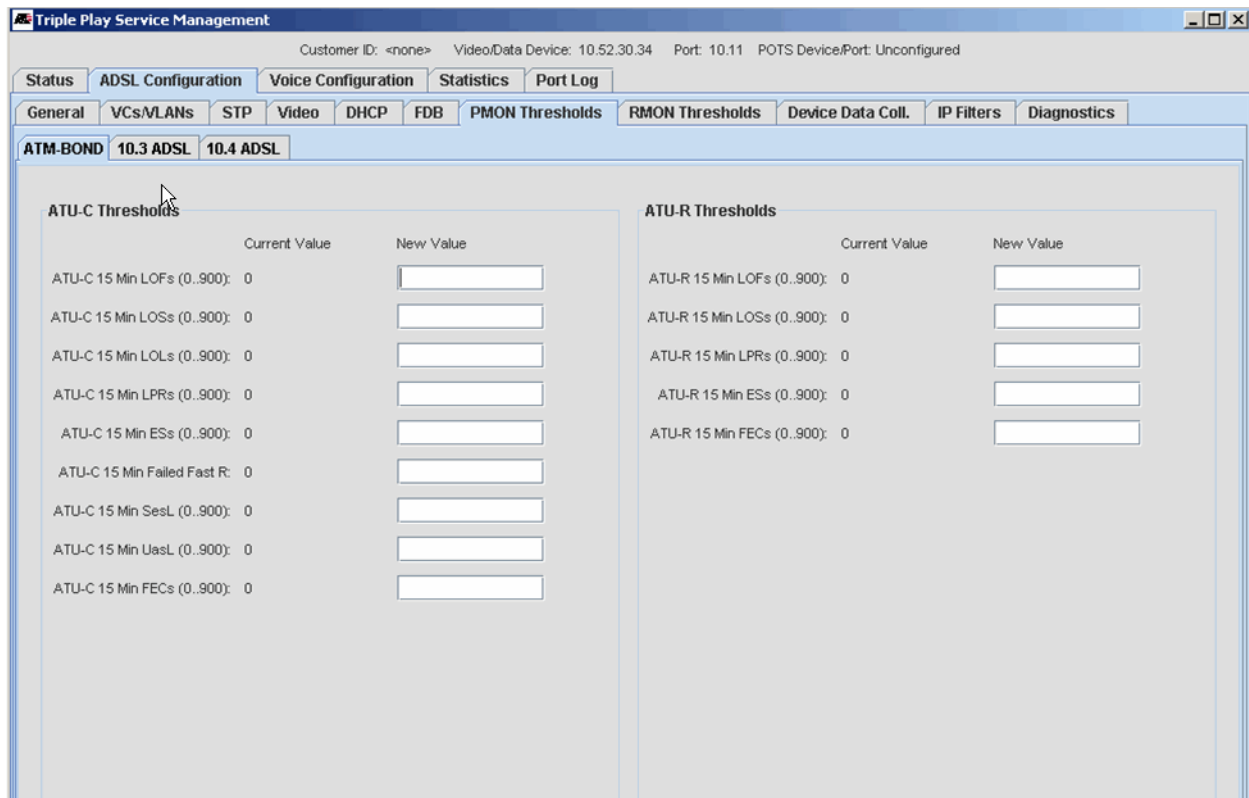 Triple Play Service Management
Customer ID: <none> Video/Data Device: 10.52.30.34 Port: 10.11 POTS Device/Port: Unconfigured
Status ADSL Configuration Voice Configuration Statistics Port Log
General VCs/VLANs STP Video DHCP FDB PMON Thresholds RMON Thresholds Device Data Coll. IP Filters Diagnostics
ATM-BOND 10.3 ADSL 10.4 ADSL
ATU-C Thresholds
Current Value New Value
ATU-C 15 Min LOFs (0..900): 0
ATU-C 15 Min LOSs (0..900): 0
ATU-C 15 Min LOLs (0..900): 0
ATU-C 15 Min LPRs (0..900): 0
ATU-C 15 Min ESs (0..900): 0
ATU-C 15 Min Failed Fast R: 0
ATU-C 15 Min SesL (0..900): 0
ATU-C 15 Min UasL (0..900): 0
ATU-C 15 Min FECs (0..900): 0
ATU-R Thresholds
Current Value New Value
ATU-R 15 Min LOFs (0..900): 0
ATU-R 15 Min LOSs (0..900): 0
ATU-R 15 Min LPRs (0..900): 0
ATU-R 15 Min ESs (0..900): 0
ATU-R 15 Min FECs (0..900): 0